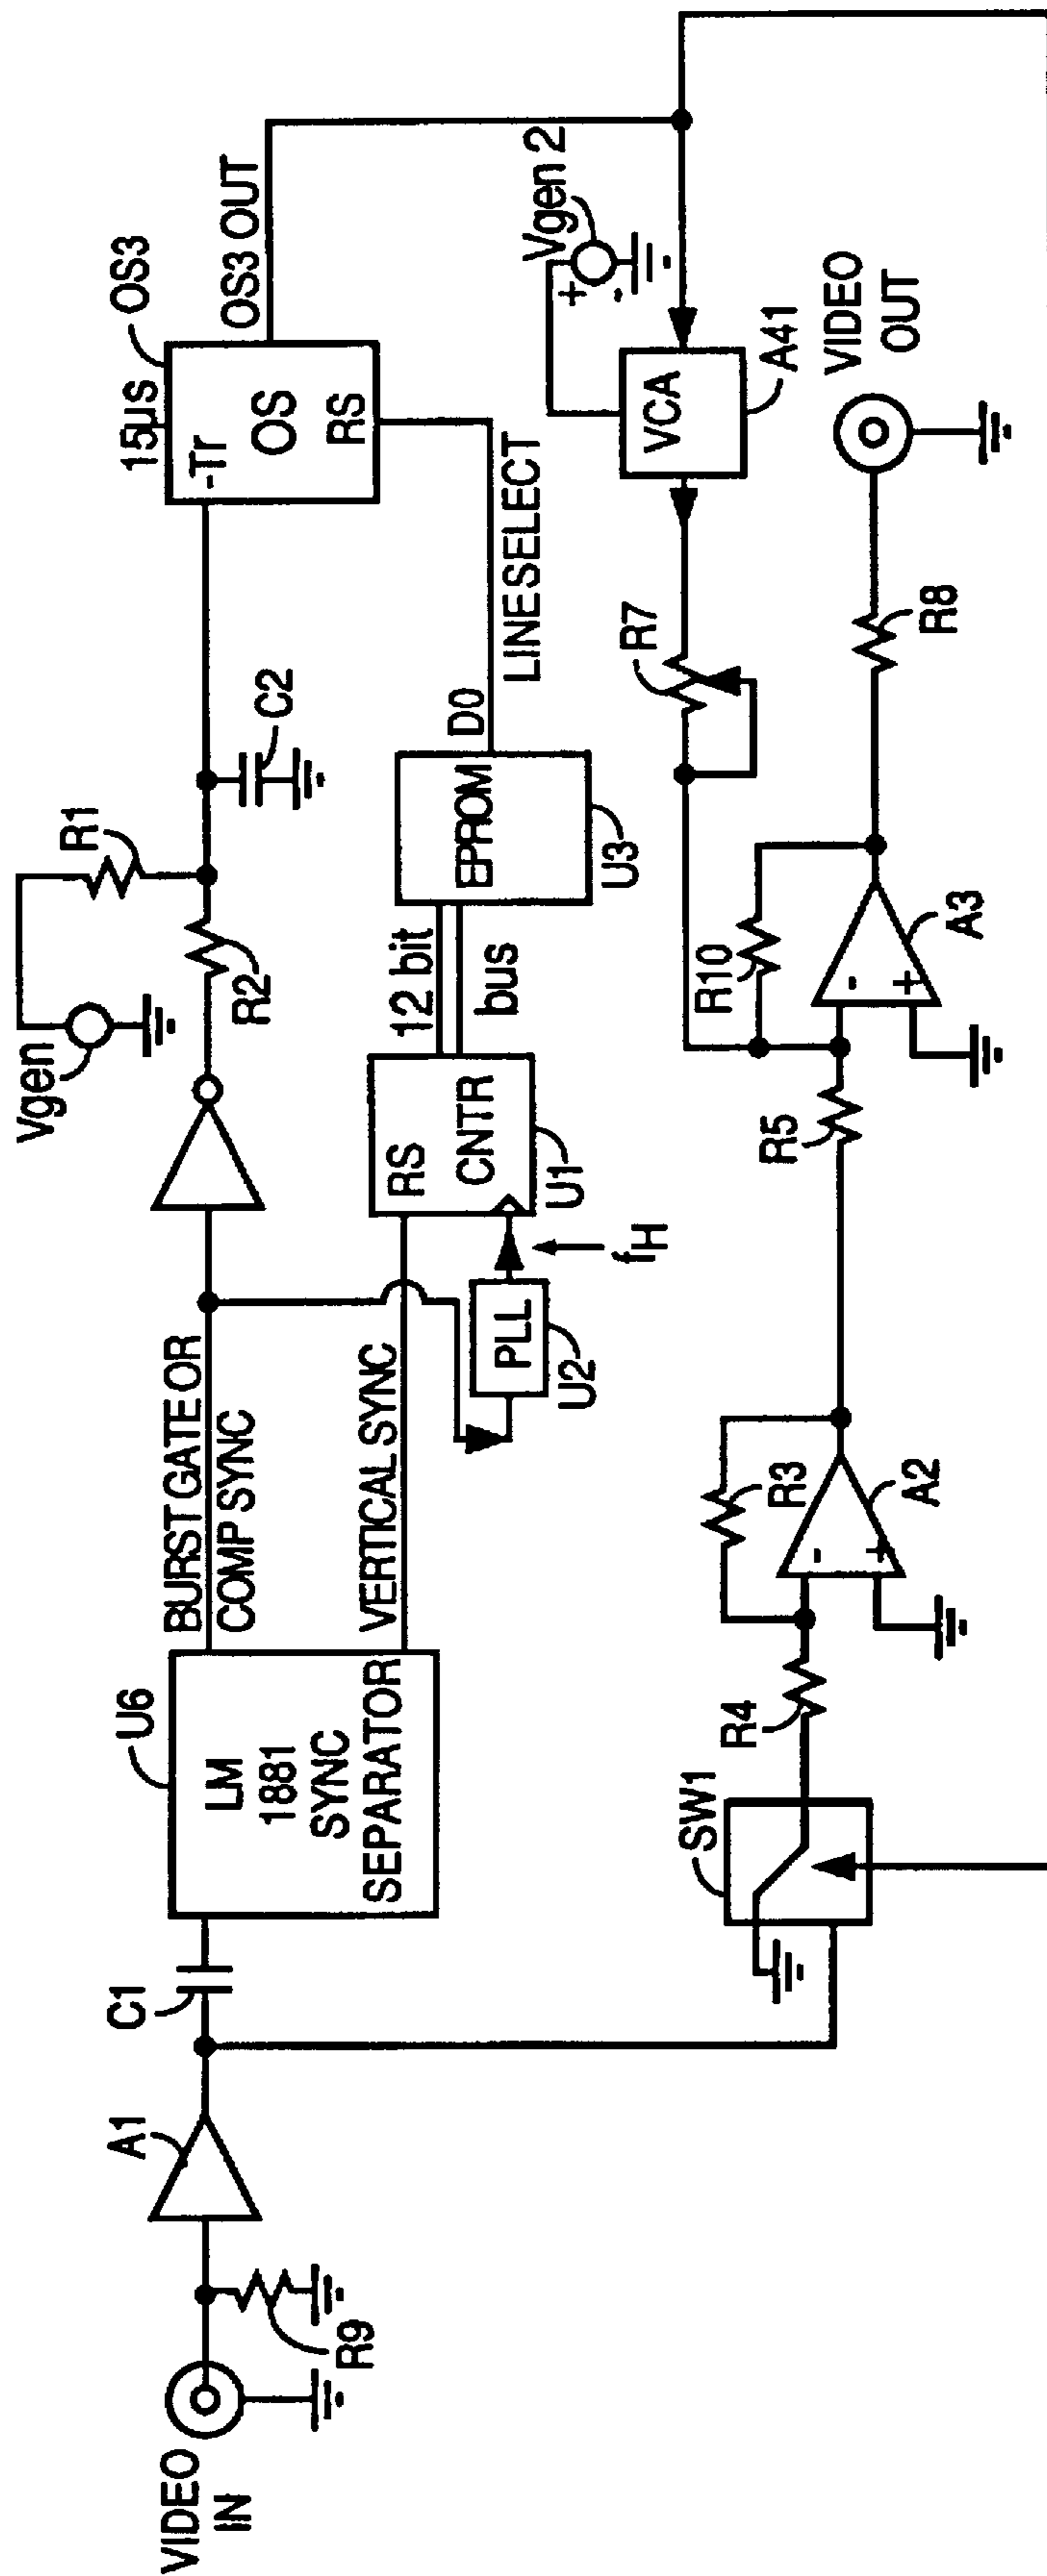 VIDEO
IN
R9
A1
C1
U6
LM
1881
SYNC
SEPARATOR
BURST GATE OR
COMP SYNC
VERTICAL SYNC
PLL
U2
fH
RS
CNTR
U1
12 bit
bus
EPROM
U3
D0
LINESELECT
Vgen
R1
R2
C2
15µs
OS3
-Tr
OS
RS
OS3 OUT
Vgen 2
+
-
VCA
A41
R7
SW1
R4
R3
-
+
A2
R5
R10
-
+
A3
R8
VIDEO
OUT